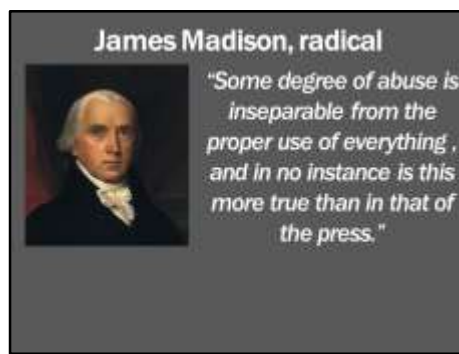 James Madison, radical
“Some degree of abuse is
inseparable from the
proper use of everything ,
and in no instance is this
more true than in that of
the press.”